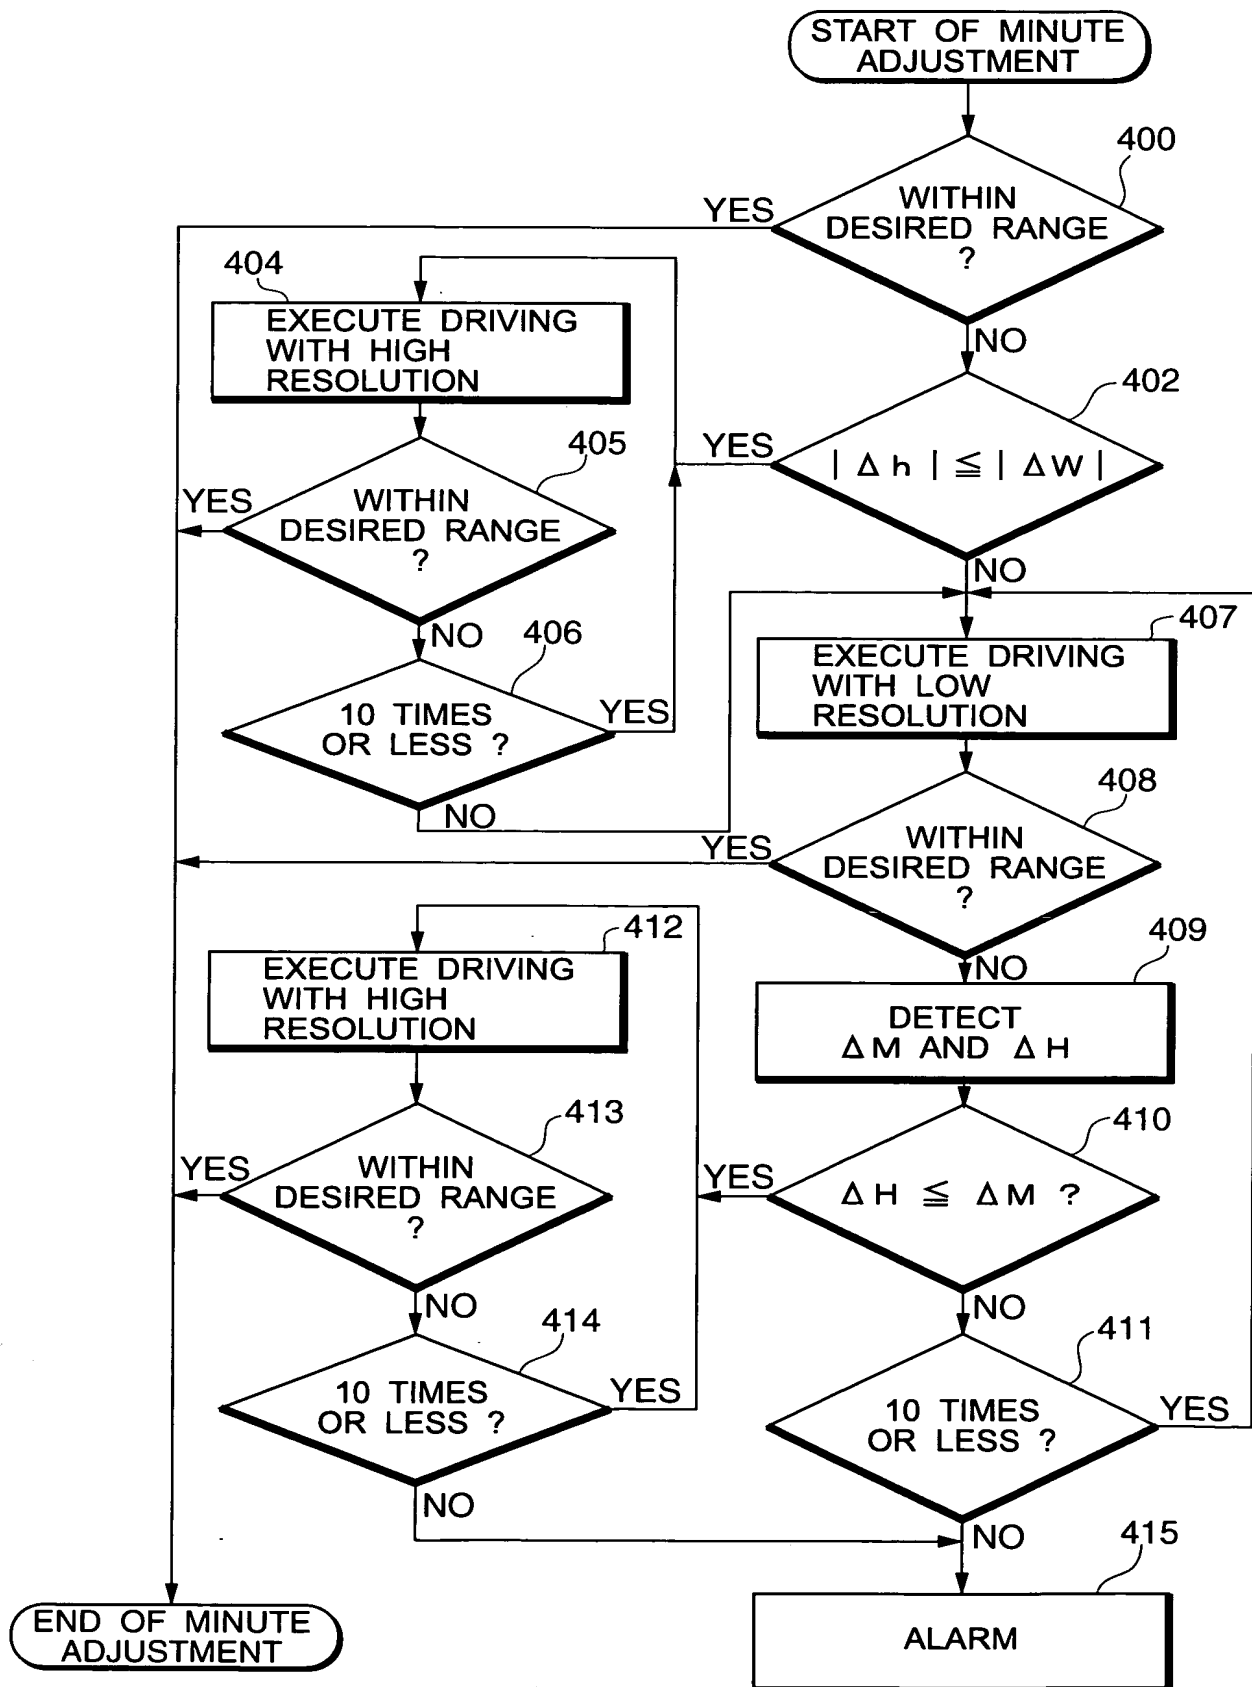 START OF MINUTE
ADJUSTMENT
400
WITHIN
DESIRED RANGE
?
YES
NO
404
EXECUTE DRIVING
WITH HIGH
RESOLUTION
402
| Δh | ≦ | ΔW |
YES
NO
405
WITHIN
DESIRED RANGE
?
YES
NO
406
10 TIMES
OR LESS ?
YES
NO
407
EXECUTE DRIVING
WITH LOW
RESOLUTION
408
WITHIN
DESIRED RANGE
?
YES
NO
409
DETECT
ΔM AND ΔH
410
ΔH ≦ ΔM ?
YES
NO
412
EXECUTE DRIVING
WITH HIGH
RESOLUTION
413
WITHIN
DESIRED RANGE
?
YES
NO
414
10 TIMES
OR LESS ?
YES
NO
411
10 TIMES
OR LESS ?
YES
NO
415
ALARM
END OF MINUTE
ADJUSTMENT